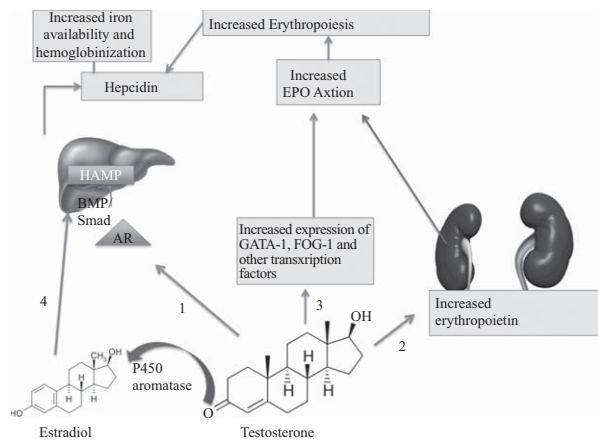 Increased iron
availability and
hemoglobinization
Increased Erythropoiesis
Hepcidin
Increased
EPO Axtion
HAMP
BMP
Smad
AR
Increased expression of
GATA-1, FOG-1 and
other transxription
factors
Increased
erythropoietin
4
1
3
2
P450
aromatase
CH3
OH
H
H
H
HO
OH
H
H
H
O
Estradiol
Testosterone